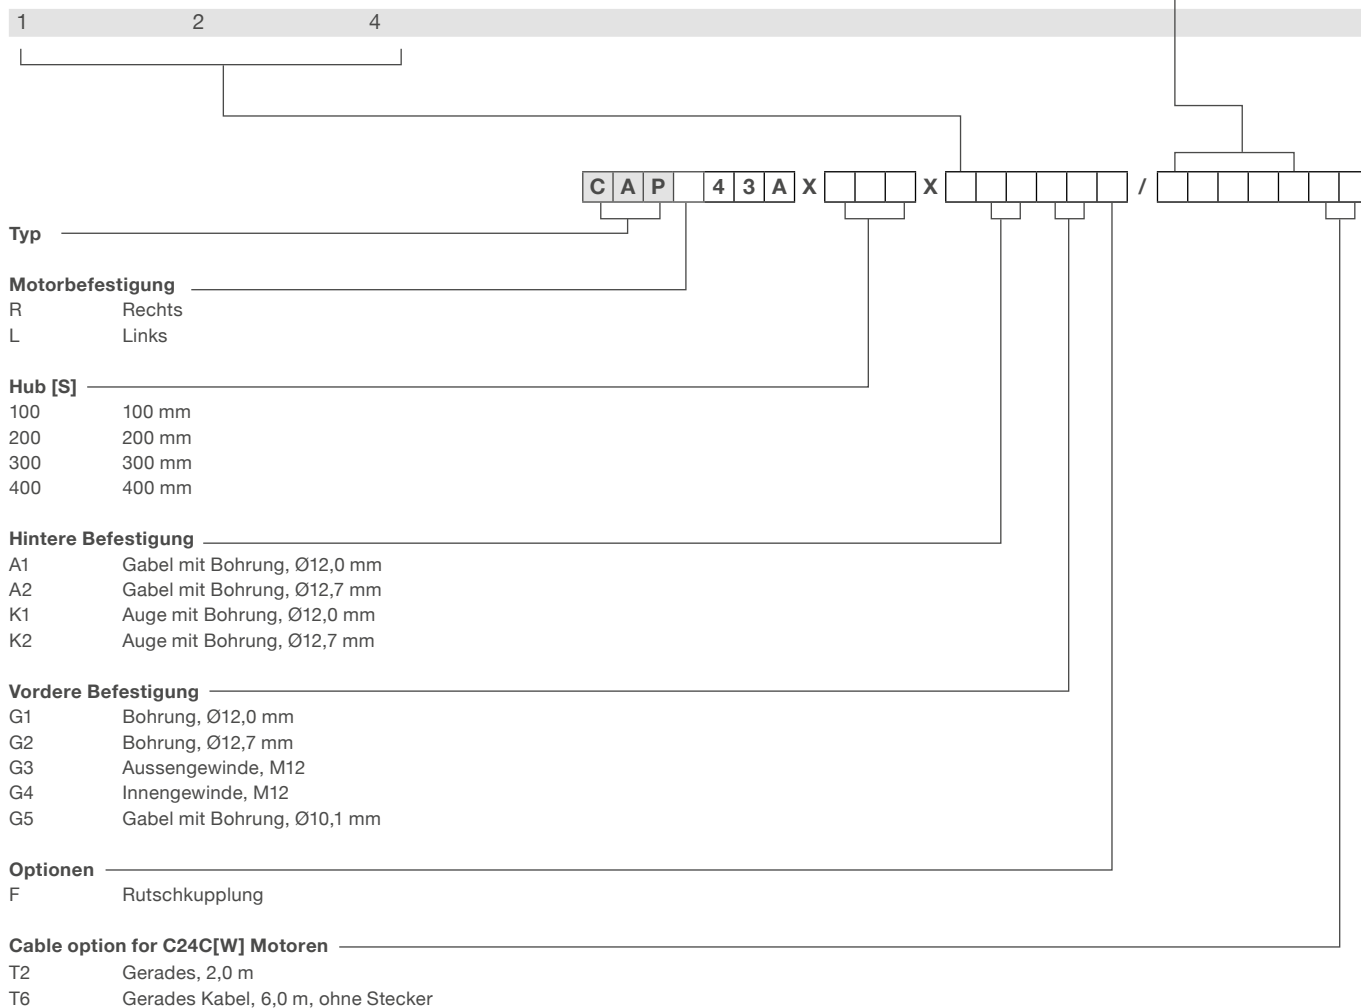 1 2 4
C A P 4 3 A X X /
Typ
Motorbefestigung
R Rechts
L Links
Hub [S]
100 100 mm
200 200 mm
300 300 mm
400 400 mm
Hintere Befestigung
A1 Gabel mit Bohrung, Ø12,0 mm
A2 Gabel mit Bohrung, Ø12,7 mm
K1 Auge mit Bohrung, Ø12,0 mm
K2 Auge mit Bohrung, Ø12,7 mm
Vordere Befestigung
G1 Bohrung, Ø12,0 mm
G2 Bohrung, Ø12,7 mm
G3 Aussengewinde, M12
G4 Innengewinde, M12
G5 Gabel mit Bohrung, Ø10,1 mm
Optionen
F Rutschkupplung
Cable option for C24C[W] Motoren
T2 Gerades, 2,0 m
T6 Gerades Kabel, 6,0 m, ohne Stecker